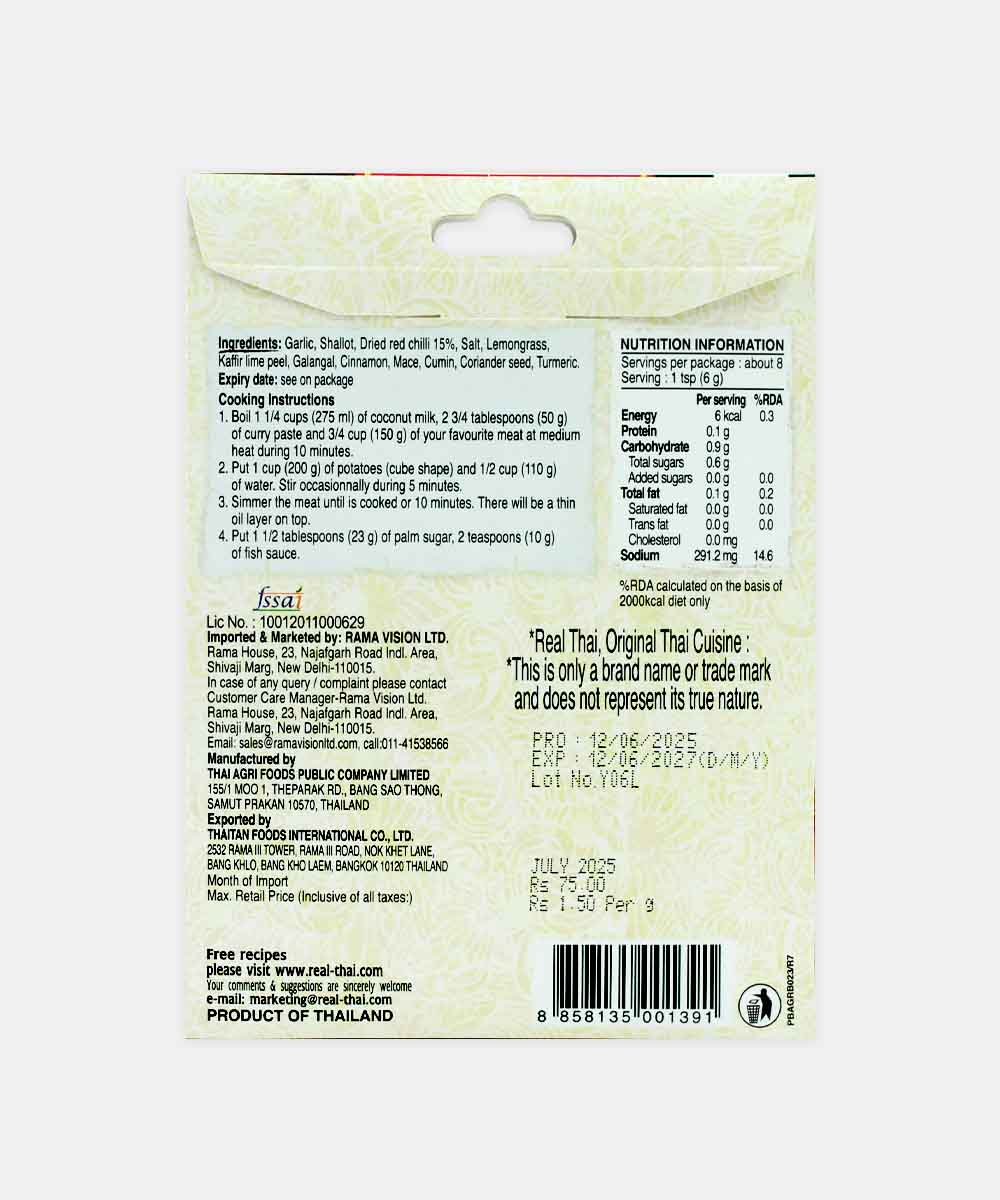 Ingredients: Garlic, Shallot, Dried red chilli 15%, Salt, Lemongrass,
Kaffir lime peel, Galangal, Cinnamon, Mace, Cumin, Coriander seed, Turmeric.
Expiry date: see on package
Cooking Instructions
1. Boil 1 1/4 cups (275 ml) of coconut milk, 2 3/4 tablespoons (50 g)
of curry paste and 3/4 cup (150 g) of your favourite meat at medium
heat during 10 minutes.
2. Put 1 cup (200 g) of potatoes (cube shape) and 1/2 cup (110 g)
of water. Stir occasionnally during 5 minutes.
3. Simmer the meat until is cooked or 10 minutes. There will be a thin
oil layer on top.
4. Put 1 1/2 tablespoons (23 g) of palm sugar, 2 teaspoons (10 g)
of fish sauce.
NUTRITION INFORMATION
Servings per package : about 8
Serving : 1 tsp (6 g)
Per serving %RDA
Energy 6 kcal 0.3
Protein 0.1 g
Carbohydrate 0.9 g
Total sugars 0.6 g
Added sugars 0.0 g 0.0
Total fat 0.1 g 0.2
Saturated fat 0.0 g 0.0
Trans fat 0.0 g 0.0
Cholesterol 0.0 mg
Sodium 291.2 mg 14.6
%RDA calculated on the basis of
2000kcal diet only
fssai
Lic No. : 10012011000629
Imported & Marketed by: RAMA VISION LTD.
Rama House, 23, Najafgarh Road Indl. Area,
Shivaji Marg, New Delhi-110015.
In case of any query / complaint please contact
Customer Care Manager-Rama Vision Ltd.
Rama House, 23, Najafgarh Road Indl. Area,
Shivaji Marg, New Delhi-110015.
Email: sales@ramavisionltd.com, call:011-41538566
Manufactured by
THAI AGRI FOODS PUBLIC COMPANY LIMITED
155/1 MOO 1, THEPARAK RD., BANG SAO THONG,
SAMUT PRAKAN 10570, THAILAND
Exported by
THAITAN FOODS INTERNATIONAL CO., LTD.
2532 RAMA III TOWER, RAMA III ROAD, NOK KHET LANE,
BANG KHLO, BANG KHO LAEM, BANGKOK 10120 THAILAND
Month of Import
Max. Retail Price (Inclusive of all taxes:)
*Real Thai, Original Thai Cuisine :
*This is only a brand name or trade mark
and does not represent its true nature.
PRO : 12/06/2025
EXP : 12/06/2027(D/M/Y)
Lot No.Y06L
JULY 2025
Rs 75.00
Rs 1.50 Per g
Free recipes
please visit www.real-thai.com
Your comments & suggestions are sincerely welcome
e-mail: marketing@real-thai.com
PRODUCT OF THAILAND
8 858135 001391
PBAGRB023/R7